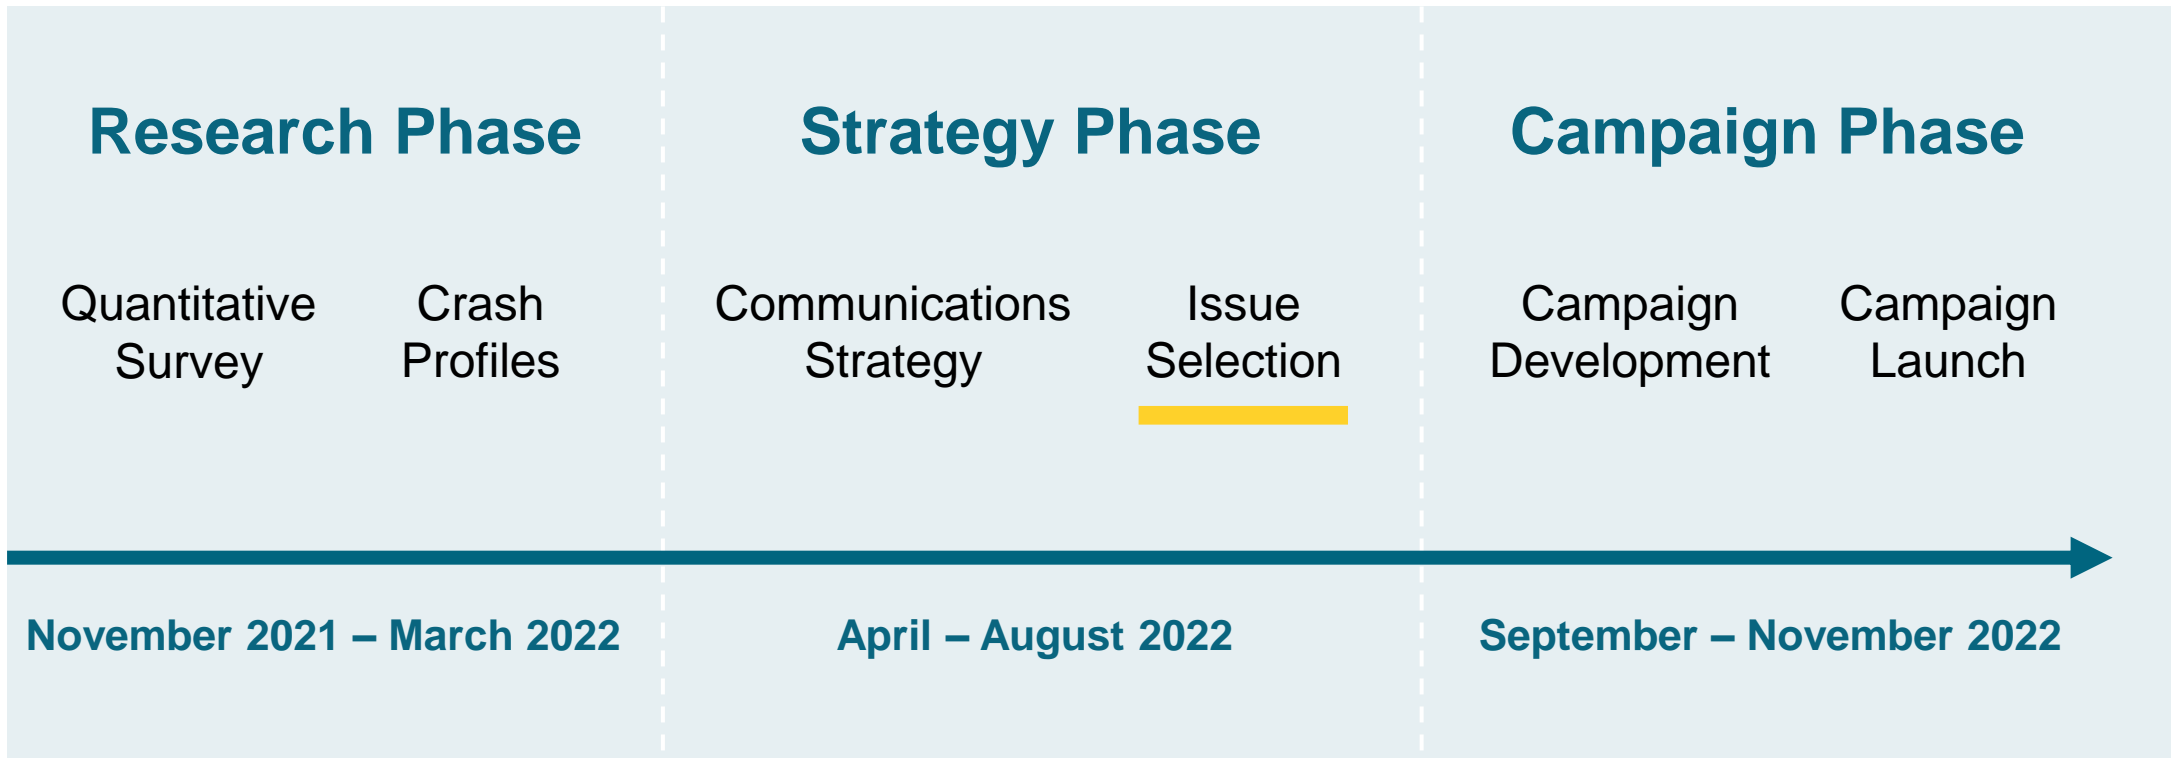 Research Phase
Quantitative
Survey
Crash
Profiles
November 2021 – March 2022
Strategy Phase
Communications
Strategy
Issue
Selection
April – August 2022
Campaign Phase
Campaign
Development
Campaign
Launch
September – November 2022